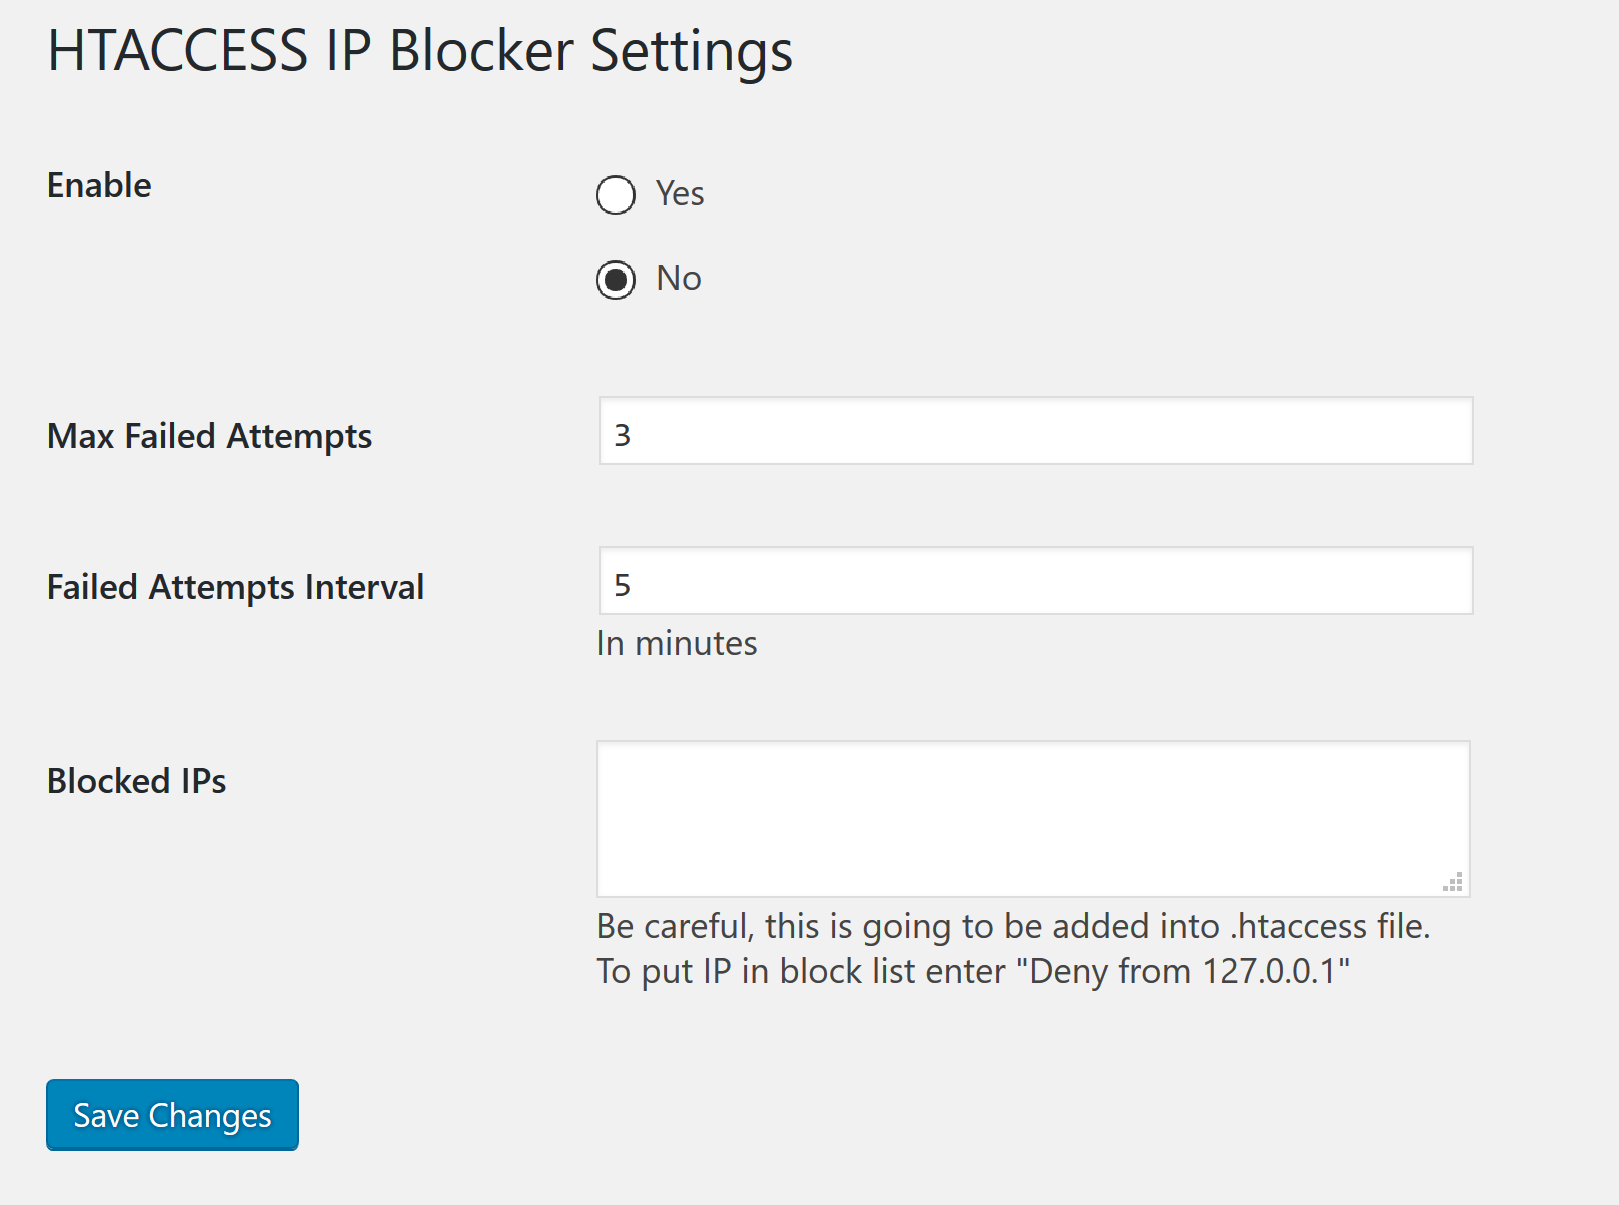 HTACCESS IP Blocker Settings
Enable
Yes
No
Max Failed Attempts
3
Failed Attempts Interval
5
In minutes
Blocked IPs
Be careful, this is going to be added into .htaccess file.
To put IP in block list enter "Deny from 127.0.0.1"
Save Changes